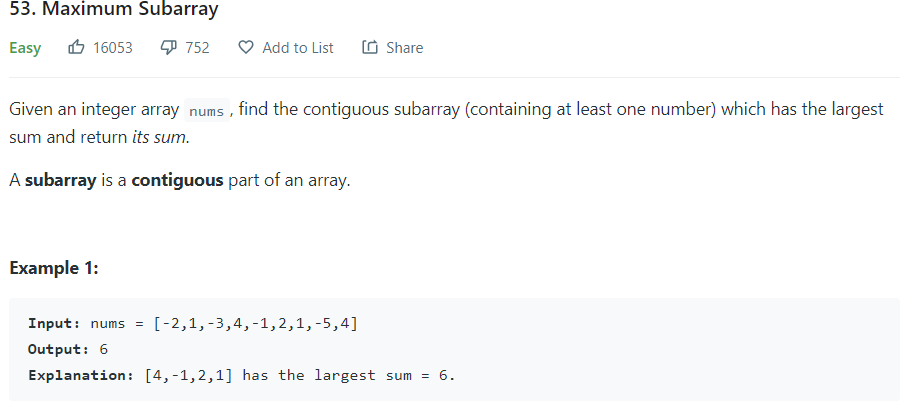 53. Maximum Subarray
Easy 16053 752 Add to List Share
Given an integer array nums , find the contiguous subarray (containing at least one number) which has the largest
sum and return its sum.
A subarray is a contiguous part of an array.
Example 1:
Input: nums = [-2,1,-3,4,-1,2,1,-5,4]
Output: 6
Explanation: [4,-1,2,1] has the largest sum = 6.